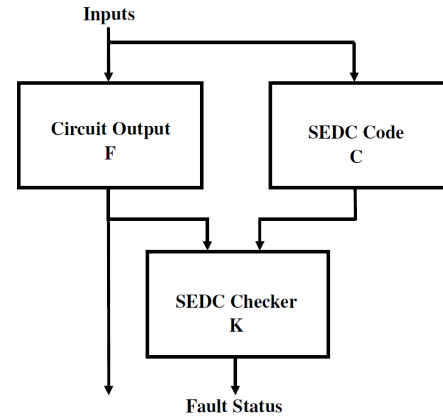 Inputs
Circuit Output
F
SEDC Code
C
SEDC Checker
K
Fault Status